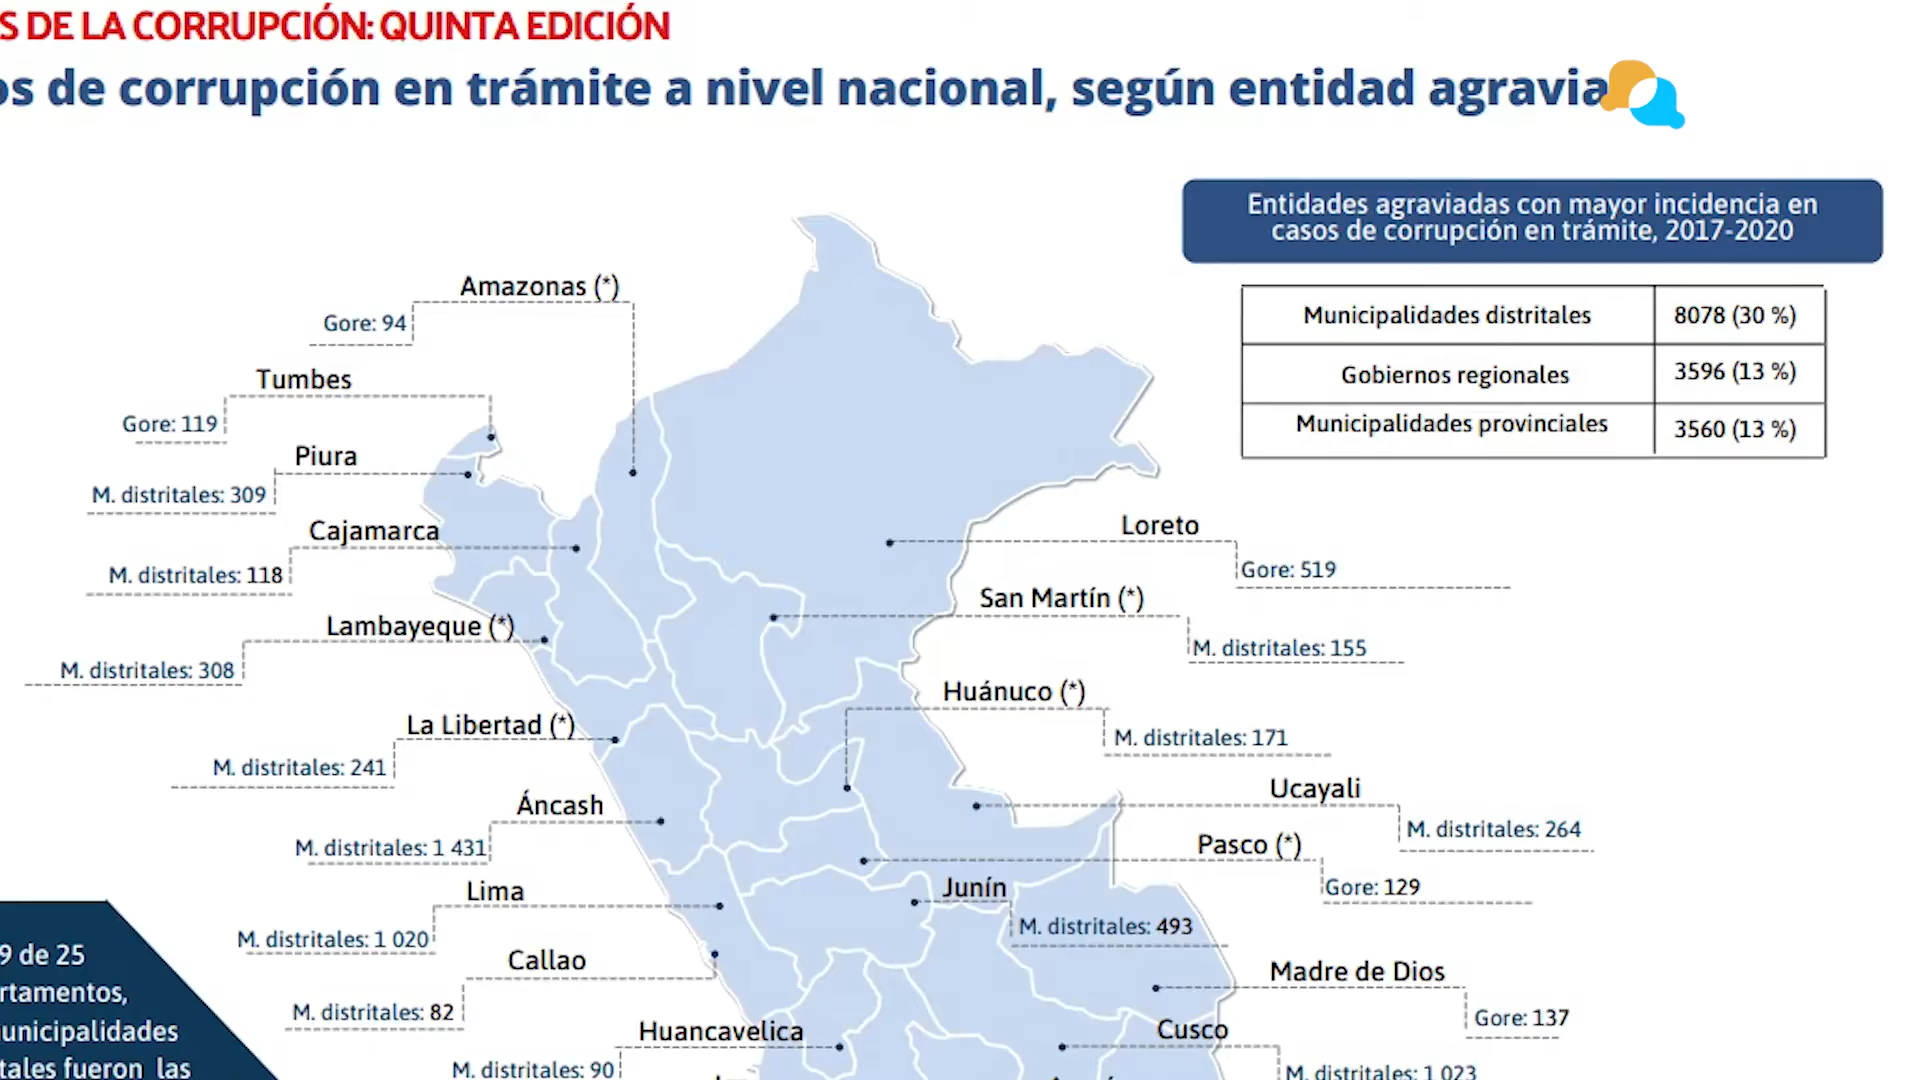 S DE LA CORRUPCIÓN: QUINTA EDICIÓN
os de corrupción en trámite a nivel nacional, según entidad agravia
Entidades agraviadas con mayor incidencia en
casos de corrupción en trámite, 2017-2020
Municipalidades distritales 8078 (30 %)
Gobiernos regionales 3596 (13 %)
Municipalidades provinciales 3560 (13 %)
Amazonas (*)
Gore: 94
Tumbes
Gore: 119
Piura
M. distritales: 309
Cajamarca
M. distritales: 118
Lambayeque (*)
M. distritales: 308
La Libertad (*)
M. distritales: 241
Áncash
M. distritales: 1 431
Lima
M. distritales: 1 020
Callao
M. distritales: 82
Huancavelica
M. distritales: 90
Loreto
Gore: 519
San Martín (*)
M. distritales: 155
Huánuco (*)
M. distritales: 171
Ucayali
M. distritales: 264
Pasco (*)
Gore: 129
Junín
M. distritales: 493
Madre de Dios
Gore: 137
Cusco
M. distritales: 1 023
9 de 25
rtamentos,
unicipalidades
tales fueron las